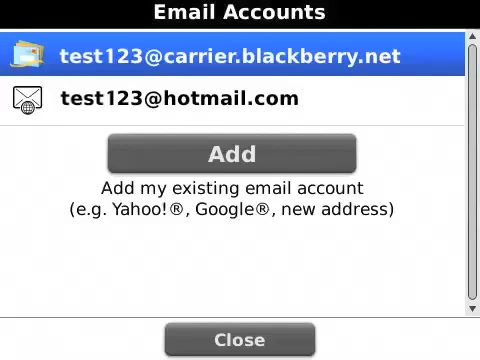 Email Accounts
test123@carrier.blackberry.net
test123@hotmail.com
Add
Add my existing email account
(e.g. Yahoo!®, Google®, new address)
Close